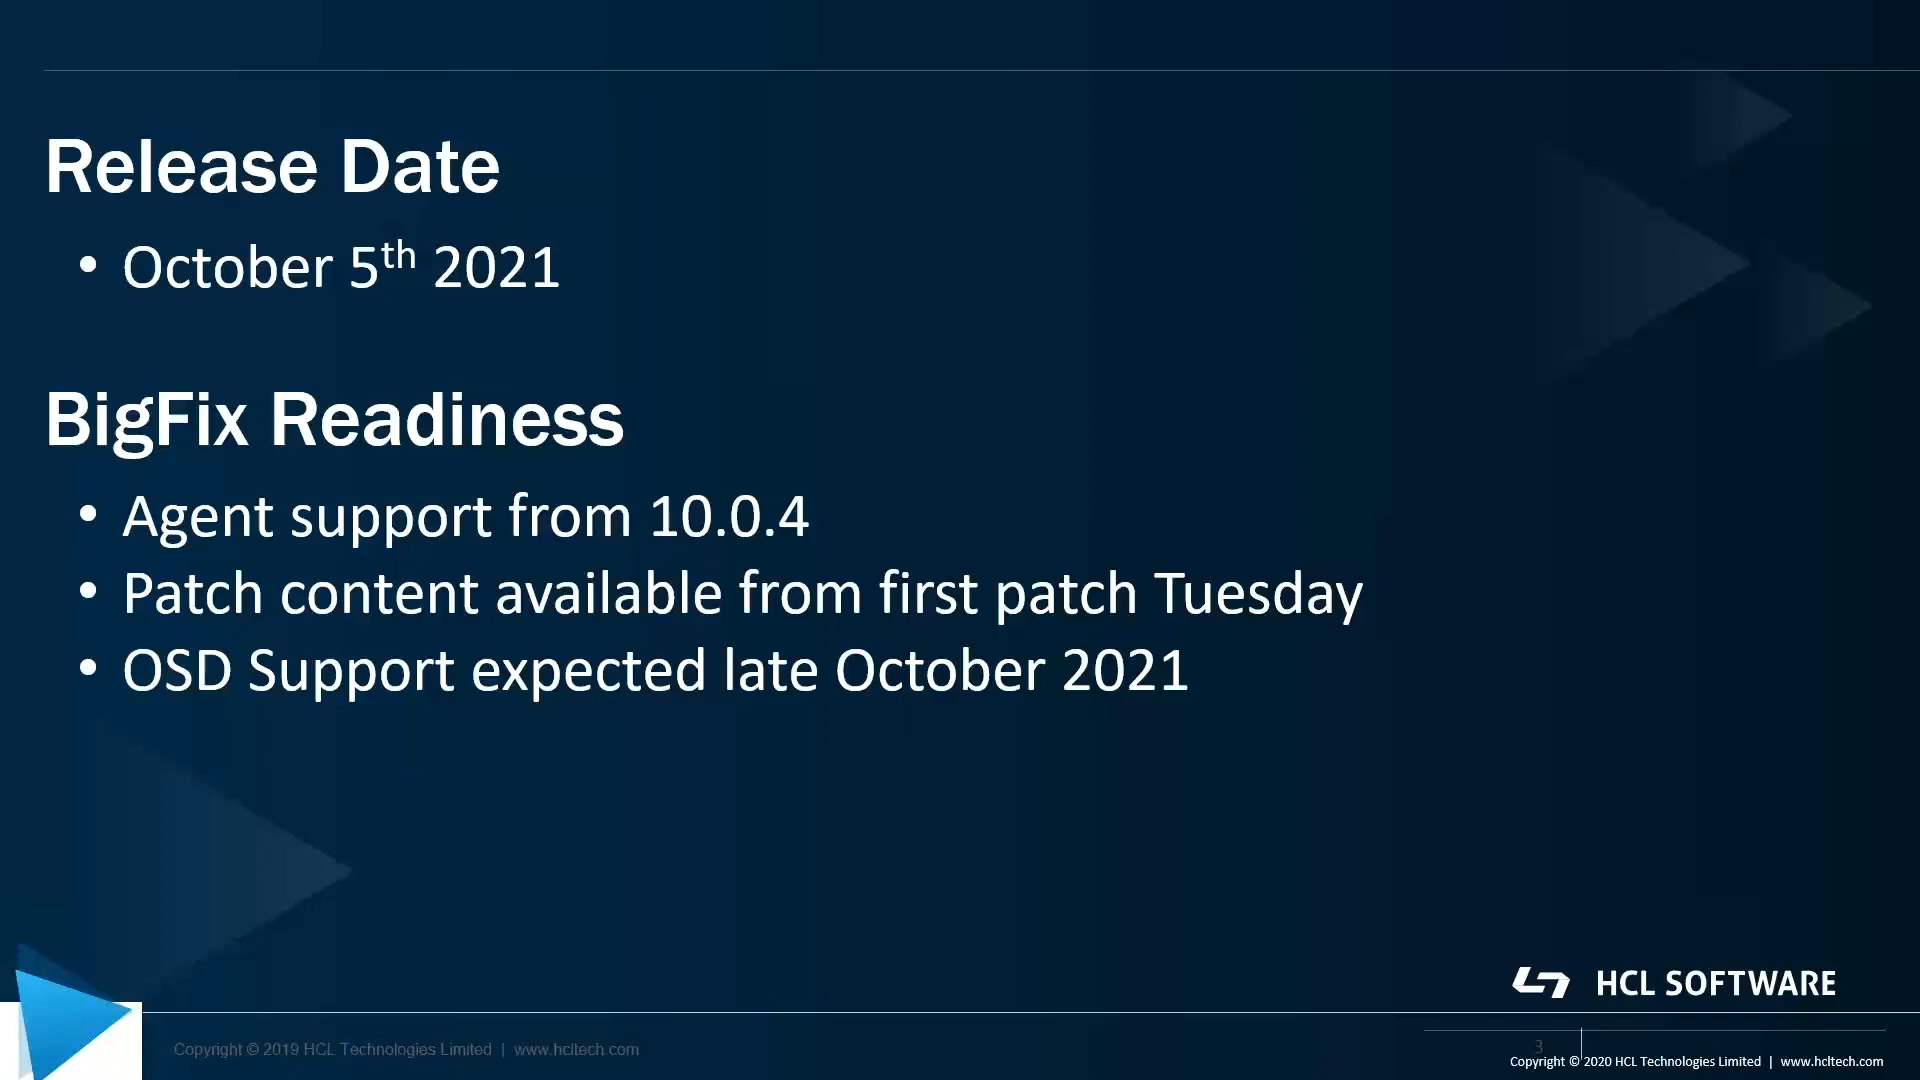 Release Date
• October 5th 2021
BigFix Readiness
• Agent support from 10.0.4
• Patch content available from first patch Tuesday
• OSD Support expected late October 2021
HCL SOFTWARE
Copyright © 2019 HCL Technologies Limited | www.hcltech.com
3
Copyright © 2020 HCL Technologies Limited | www.hcltech.com